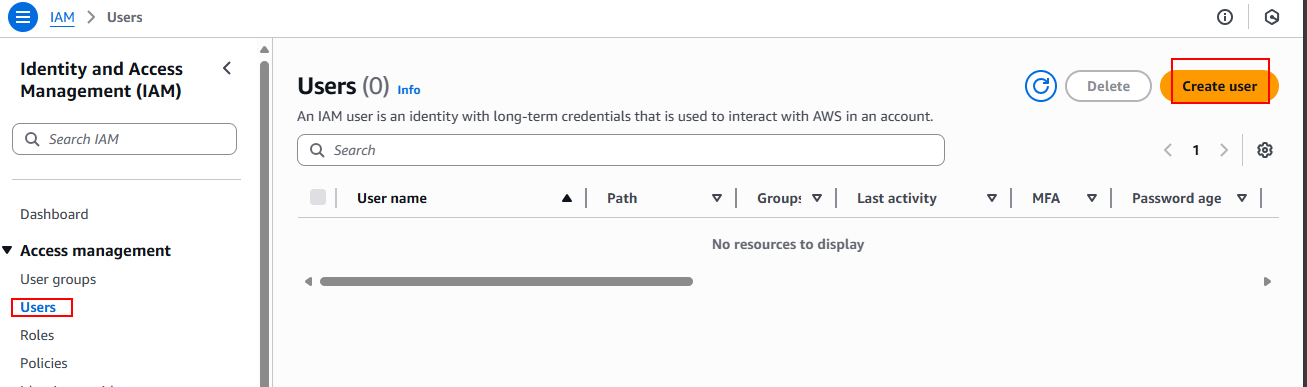 IAM > Users
Identity and Access
Management (IAM)
Search IAM
Dashboard
Access management
User groups
Users
Roles
Policies
Users (0) Info
Delete
Create user
An IAM user is an identity with long-term credentials that is used to interact with AWS in an account.
Search
1
User name
Path
Groups
Last activity
MFA
Password age
No resources to display